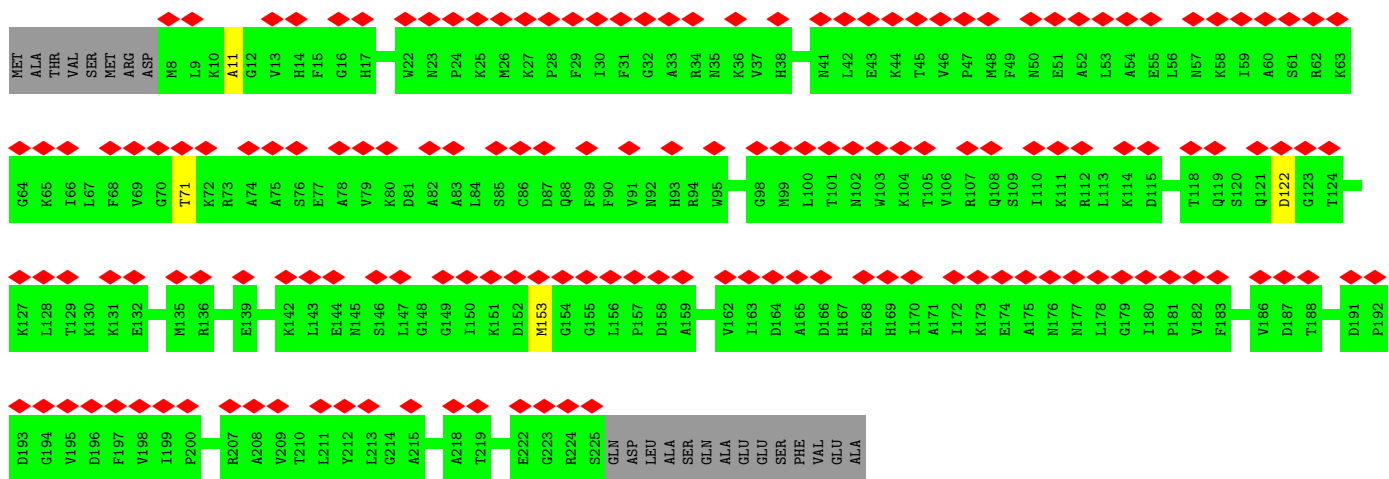 MET ALA THR VAL SER MET ARG ASP M8 L9 K10 A11 G12 V13 H14 F15 G16 H17 W22 N23 P24 K25 M26 K27 P28 F29 I30 F31 G32 A33 R34 N35 K36 V37 H38 N41 L42 E43 K44 T45 V46 P47 M48 F49 N50 E51 A52 L53 A54 E55 L56 N57 K58 I59 A60 S61 R62 K63
G64 K65 I66 L67 F68 V69 G70 T71 K72 R73 A74 A75 S76 E77 A78 V79 K80 D81 A82 A83 L84 S85 C86 D87 Q88 F89 F90 V91 N92 H93 R94 W95 G98 M99 L100 T101 N102 W103 K104 T105 V106 R107 Q108 S109 I110 K111 R112 L113 K114 D115 T118 Q119 S120 Q121 D122 G123 T124
K127 L128 T129 K130 K131 E132 M135 R136 E139 K142 L143 E144 N145 S146 L147 G148 G149 I150 K151 D152 M153 G154 G155 L156 P157 D158 A159 V162 I163 D164 A165 D166 H167 E168 H169 I170 A171 I172 K173 E174 A175 N176 N177 L178 G179 I180 P181 V182 F183 V186 D187 T188 D191 P192
D193 G194 V195 D196 F197 V198 I199 P200 R207 A208 V209 T210 L211 Y212 L213 G214 A215 A218 T219 E222 G223 R224 S225 GLN ASP LEU ALA SER GLN ALA GLU GLU SER PHE VAL GLU ALA